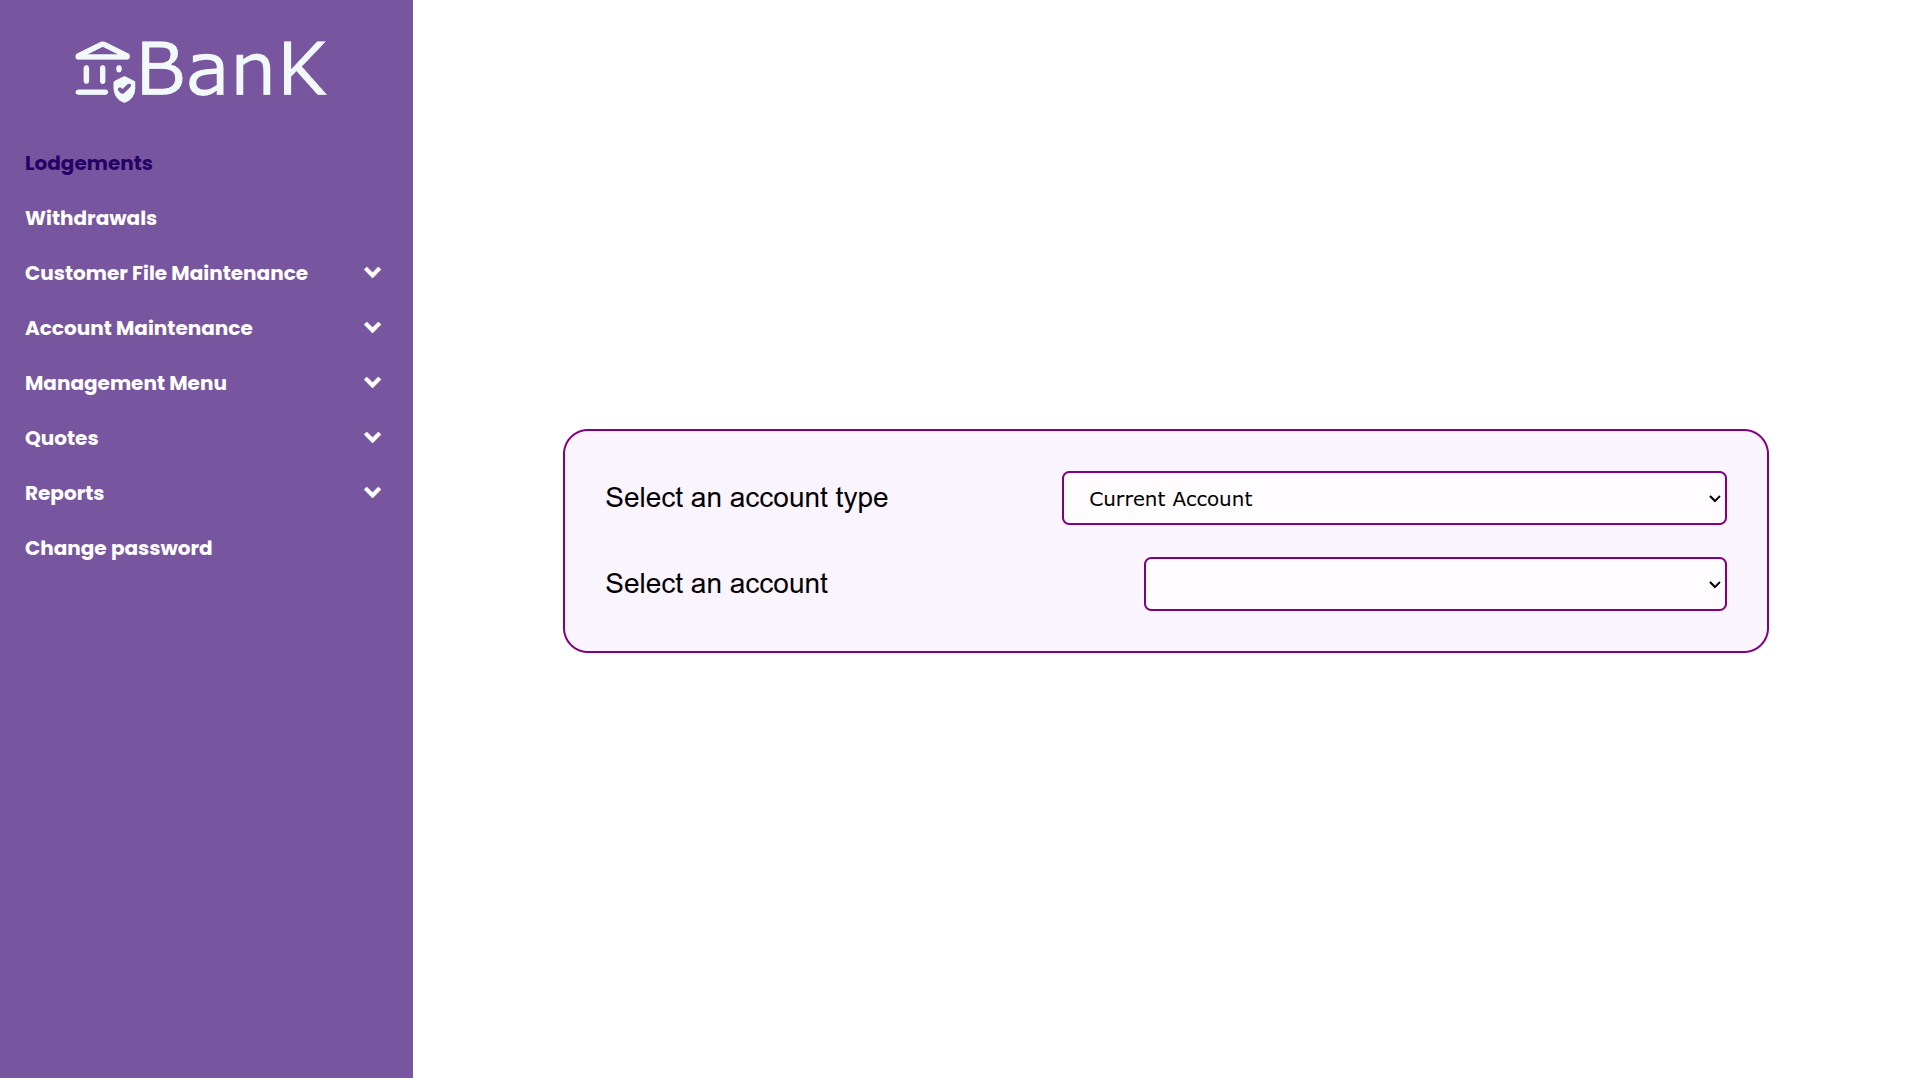 BanK
Lodgements
Withdrawals
Customer File Maintenance
Account Maintenance
Management Menu
Quotes
Reports
Change password
Select an account type
Current Account
Select an account